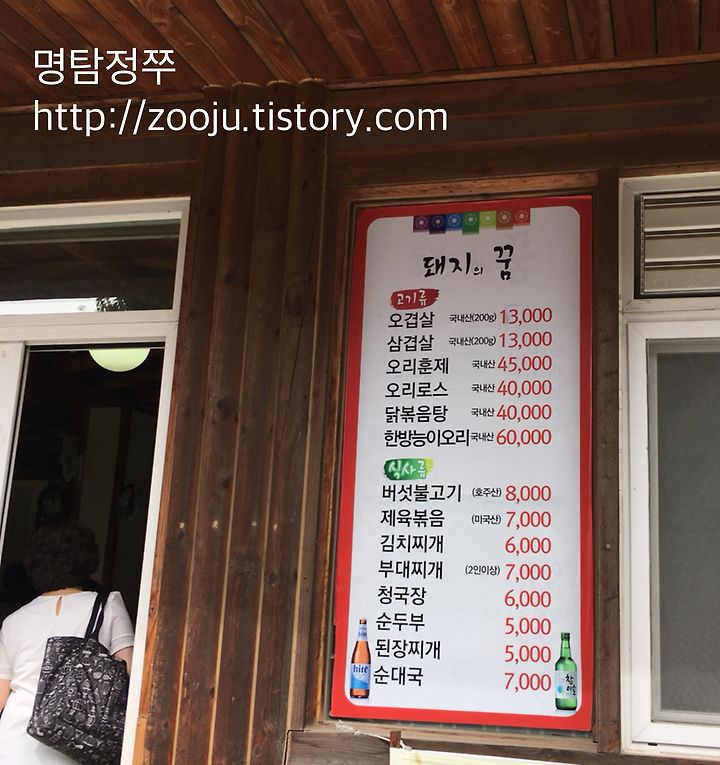 명탐정쭈
http://zooju.tistory.com
돼지의 꿈
고기류
오겹살 국내산(200g) 13,000
삼겹살 국내산(200g) 13,000
오리훈제 국내산 45,000
오리로스 국내산 40,000
닭볶음탕 국내산 40,000
한방능이오리 국내산 60,000
식사류
버섯불고기 (호주산) 8,000
제육볶음 (미국산) 7,000
김치찌개 6,000
부대찌개 (2인이상) 7,000
청국장 6,000
순두부 5,000
된장찌개 5,000
순대국 7,000
hite
참이슬